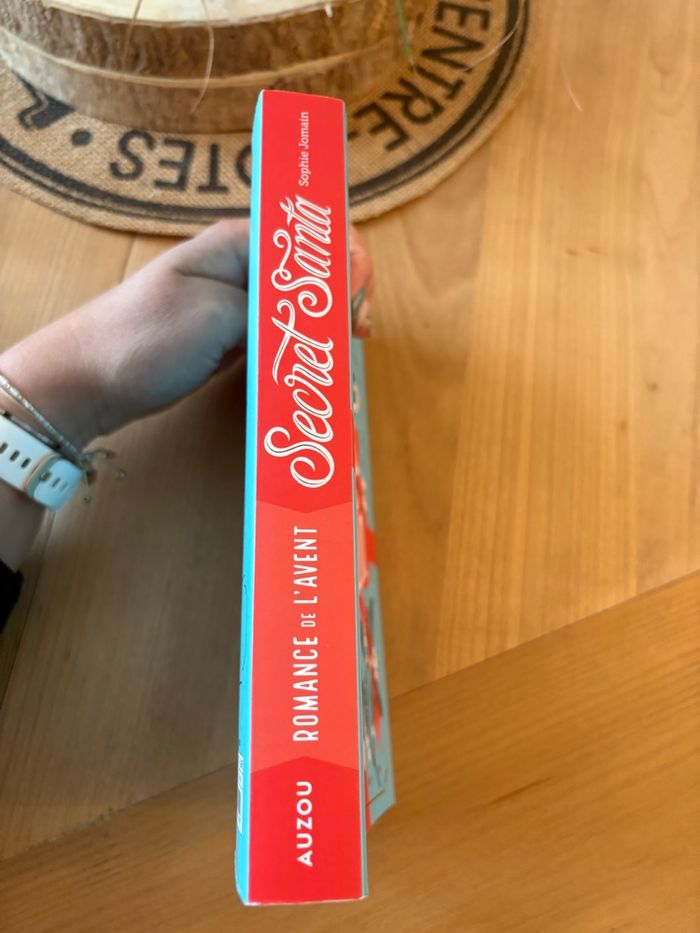 Sophie Jomain
Secret Santa
ROMANCE DE L'AVENT
AUZOU